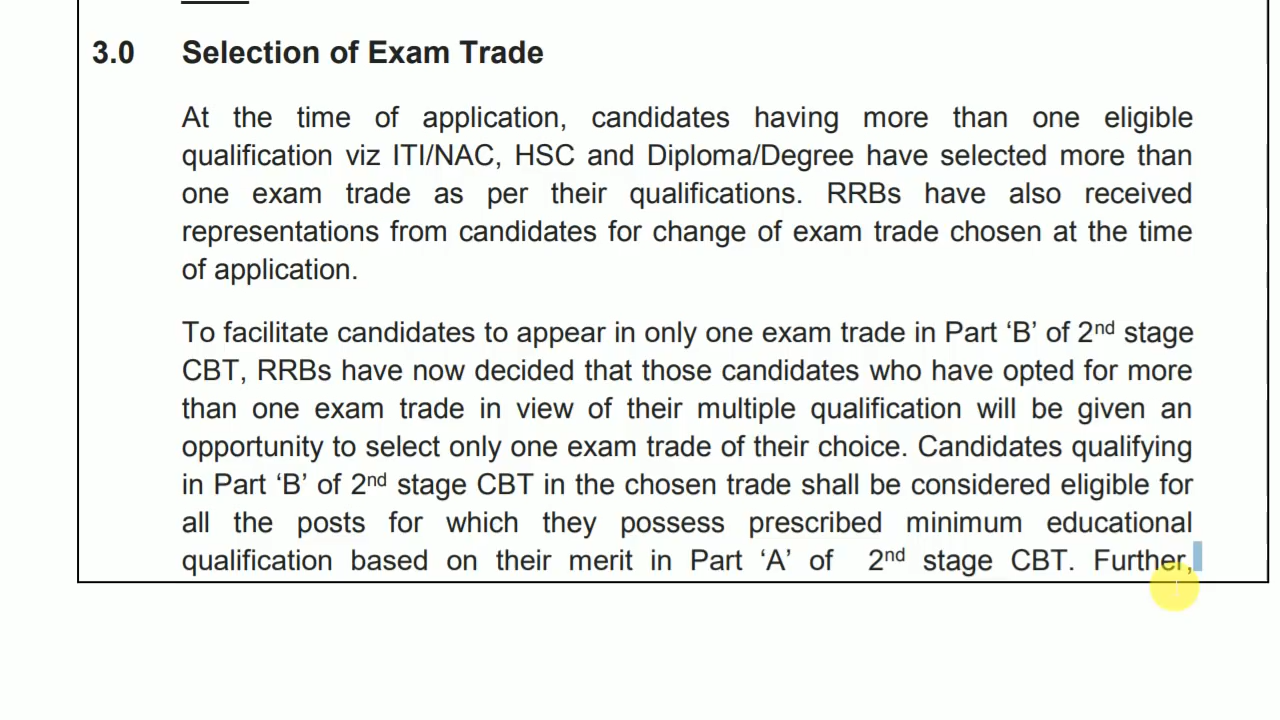 3.0 Selection of Exam Trade
At the time of application, candidates having more than one eligible
qualification viz ITI/NAC, HSC and Diploma/Degree have selected more than
one exam trade as per their qualifications. RRBs have also received
representations from candidates for change of exam trade chosen at the time
of application.
To facilitate candidates to appear in only one exam trade in Part ‘B’ of 2nd stage
CBT, RRBs have now decided that those candidates who have opted for more
than one exam trade in view of their multiple qualification will be given an
opportunity to select only one exam trade of their choice. Candidates qualifying
in Part ‘B’ of 2nd stage CBT in the chosen trade shall be considered eligible for
all the posts for which they possess prescribed minimum educational
qualification based on their merit in Part ‘A’ of 2nd stage CBT. Further,